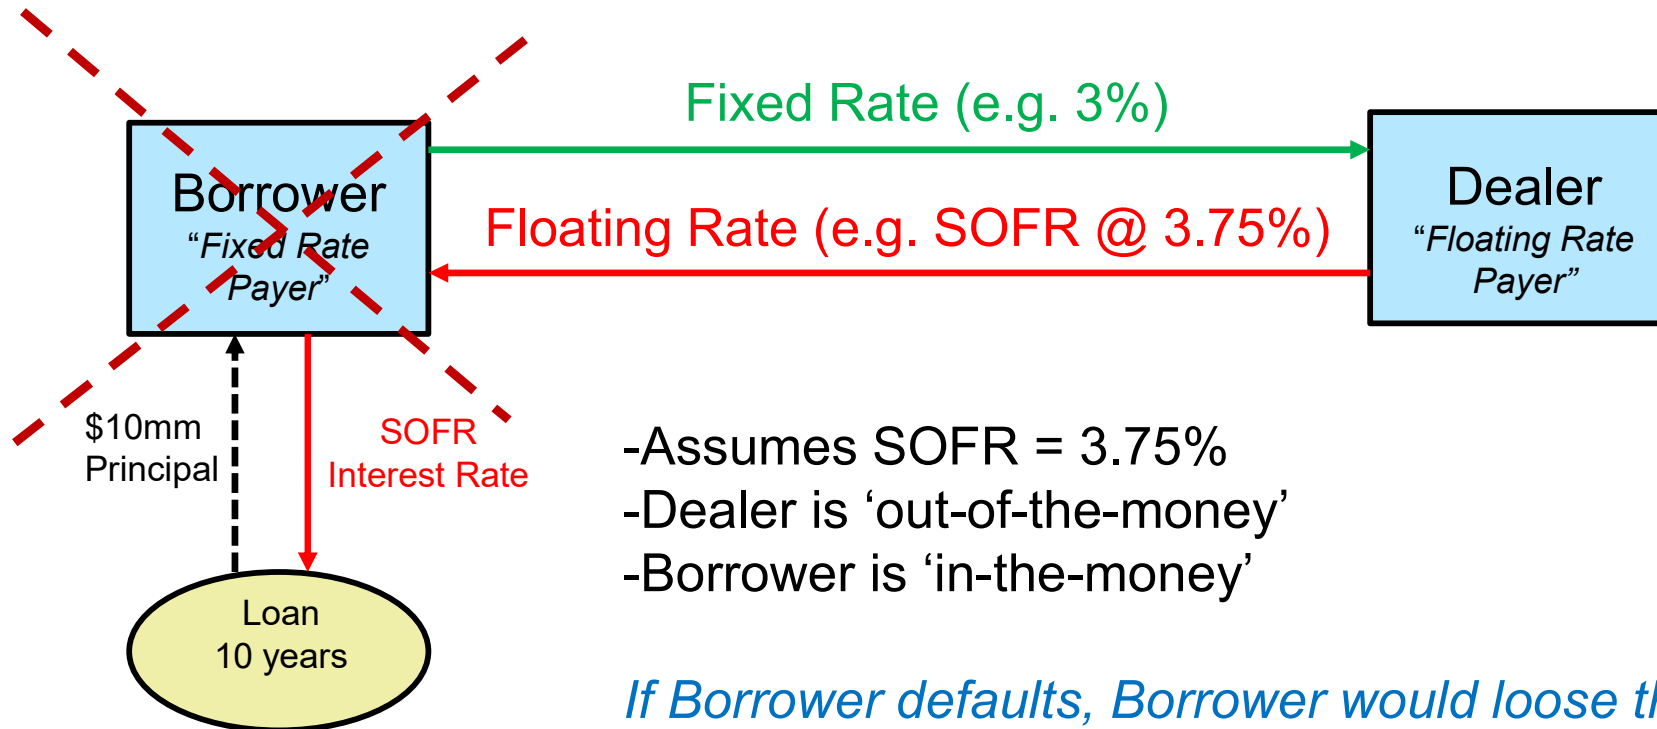 Fixed Rate (e.g. 3%)
Borrower
“Fixed Rate
Payer”
Floating Rate (e.g. SOFR @ 3.75%)
Dealer
“Floating Rate
Payer”
$10mm
Principal
SOFR
Interest Rate
Loan
10 years
-Assumes SOFR = 3.75%
-Dealer is ‘out-of-the-money’
-Borrower is ‘in-the-money’
If Borrower defaults, Borrower would loose